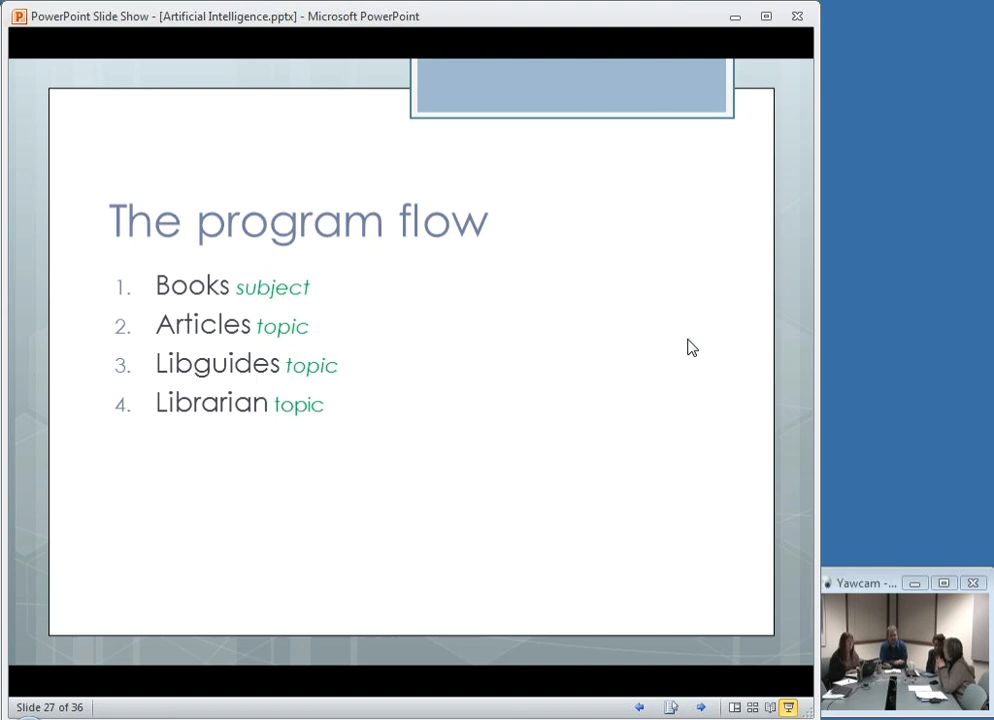 PowerPoint Slide Show - [Artificial Intelligence.pptx] - Microsoft PowerPoint
The program flow
1. Books subject
2. Articles topic
3. Libguides topic
4. Librarian topic
Yawcam -...
Slide 27 of 36